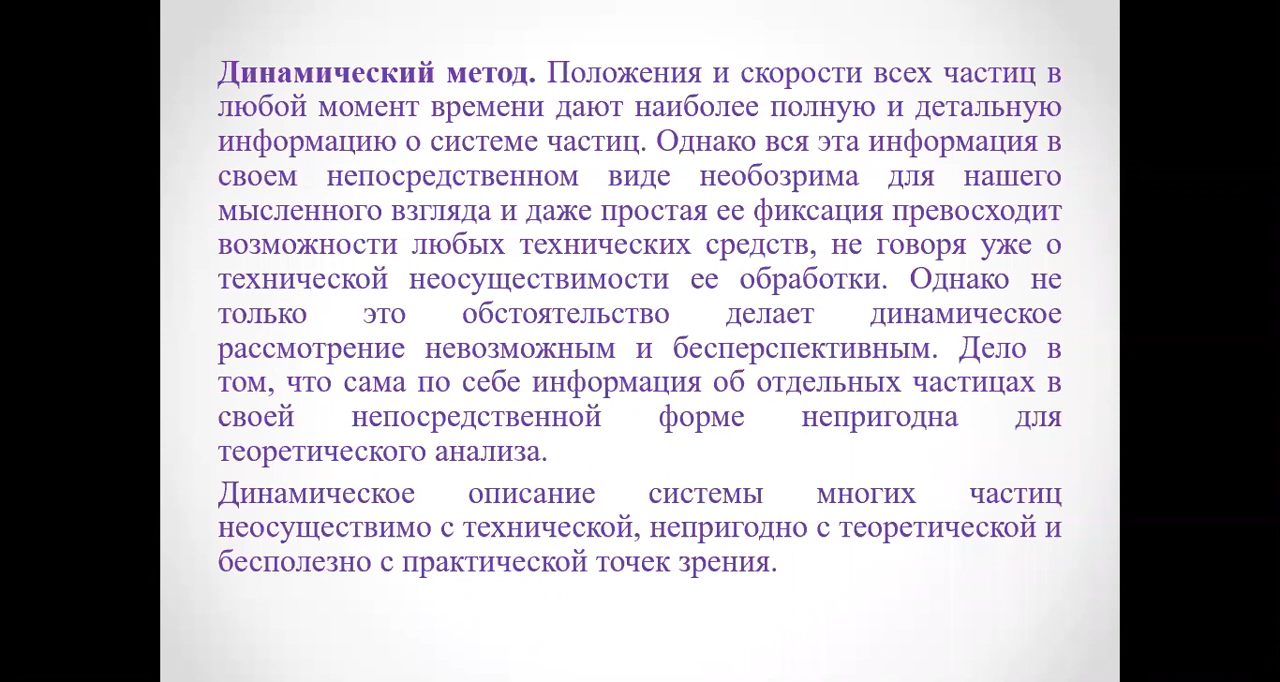 Динамический метод. Положения и скорости всех частиц в
любой момент времени дают наиболее полную и детальную
информацию о системе частиц. Однако вся эта информация в
своем непосредственном виде необозрима для нашего
мысленного взгляда и даже простая ее фиксация превосходит
возможности любых технических средств, не говоря уже о
технической неосуществимости ее обработки. Однако не
только это обстоятельство делает динамическое
рассмотрение невозможным и бесперспективным. Дело в
том, что сама по себе информация об отдельных частицах в
своей непосредственной форме непригодна для
теоретического анализа.
Динамическое описание системы многих частиц
неосуществимо с технической, непригодно с теоретической и
бесполезно с практической точек зрения.